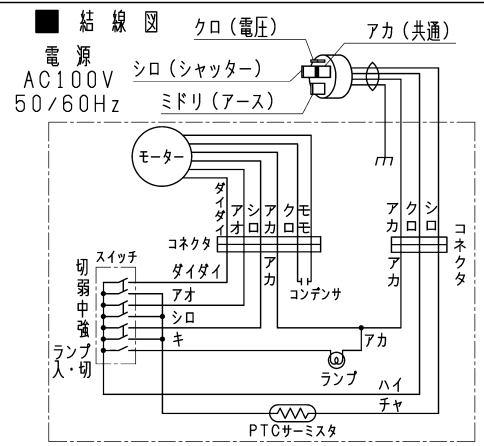 ■ 結線図
電源
AC100V
50/60Hz
クロ（電圧）
アカ（共通）
シロ（シャッター）
ミドリ（アース）
モーター
ダイダイ
アオ
シロ
アカ
クロ
モモ
アカ
クロ
シロ
コネクタ
コネクタ
アカ
アカ
コンデンサ
スイッチ
切
弱
中
強
ランプ
入・切
ダイダイ
アオ
シロ
キ
アカ
ランプ
ハイ
チャ
PTCサーミスタ